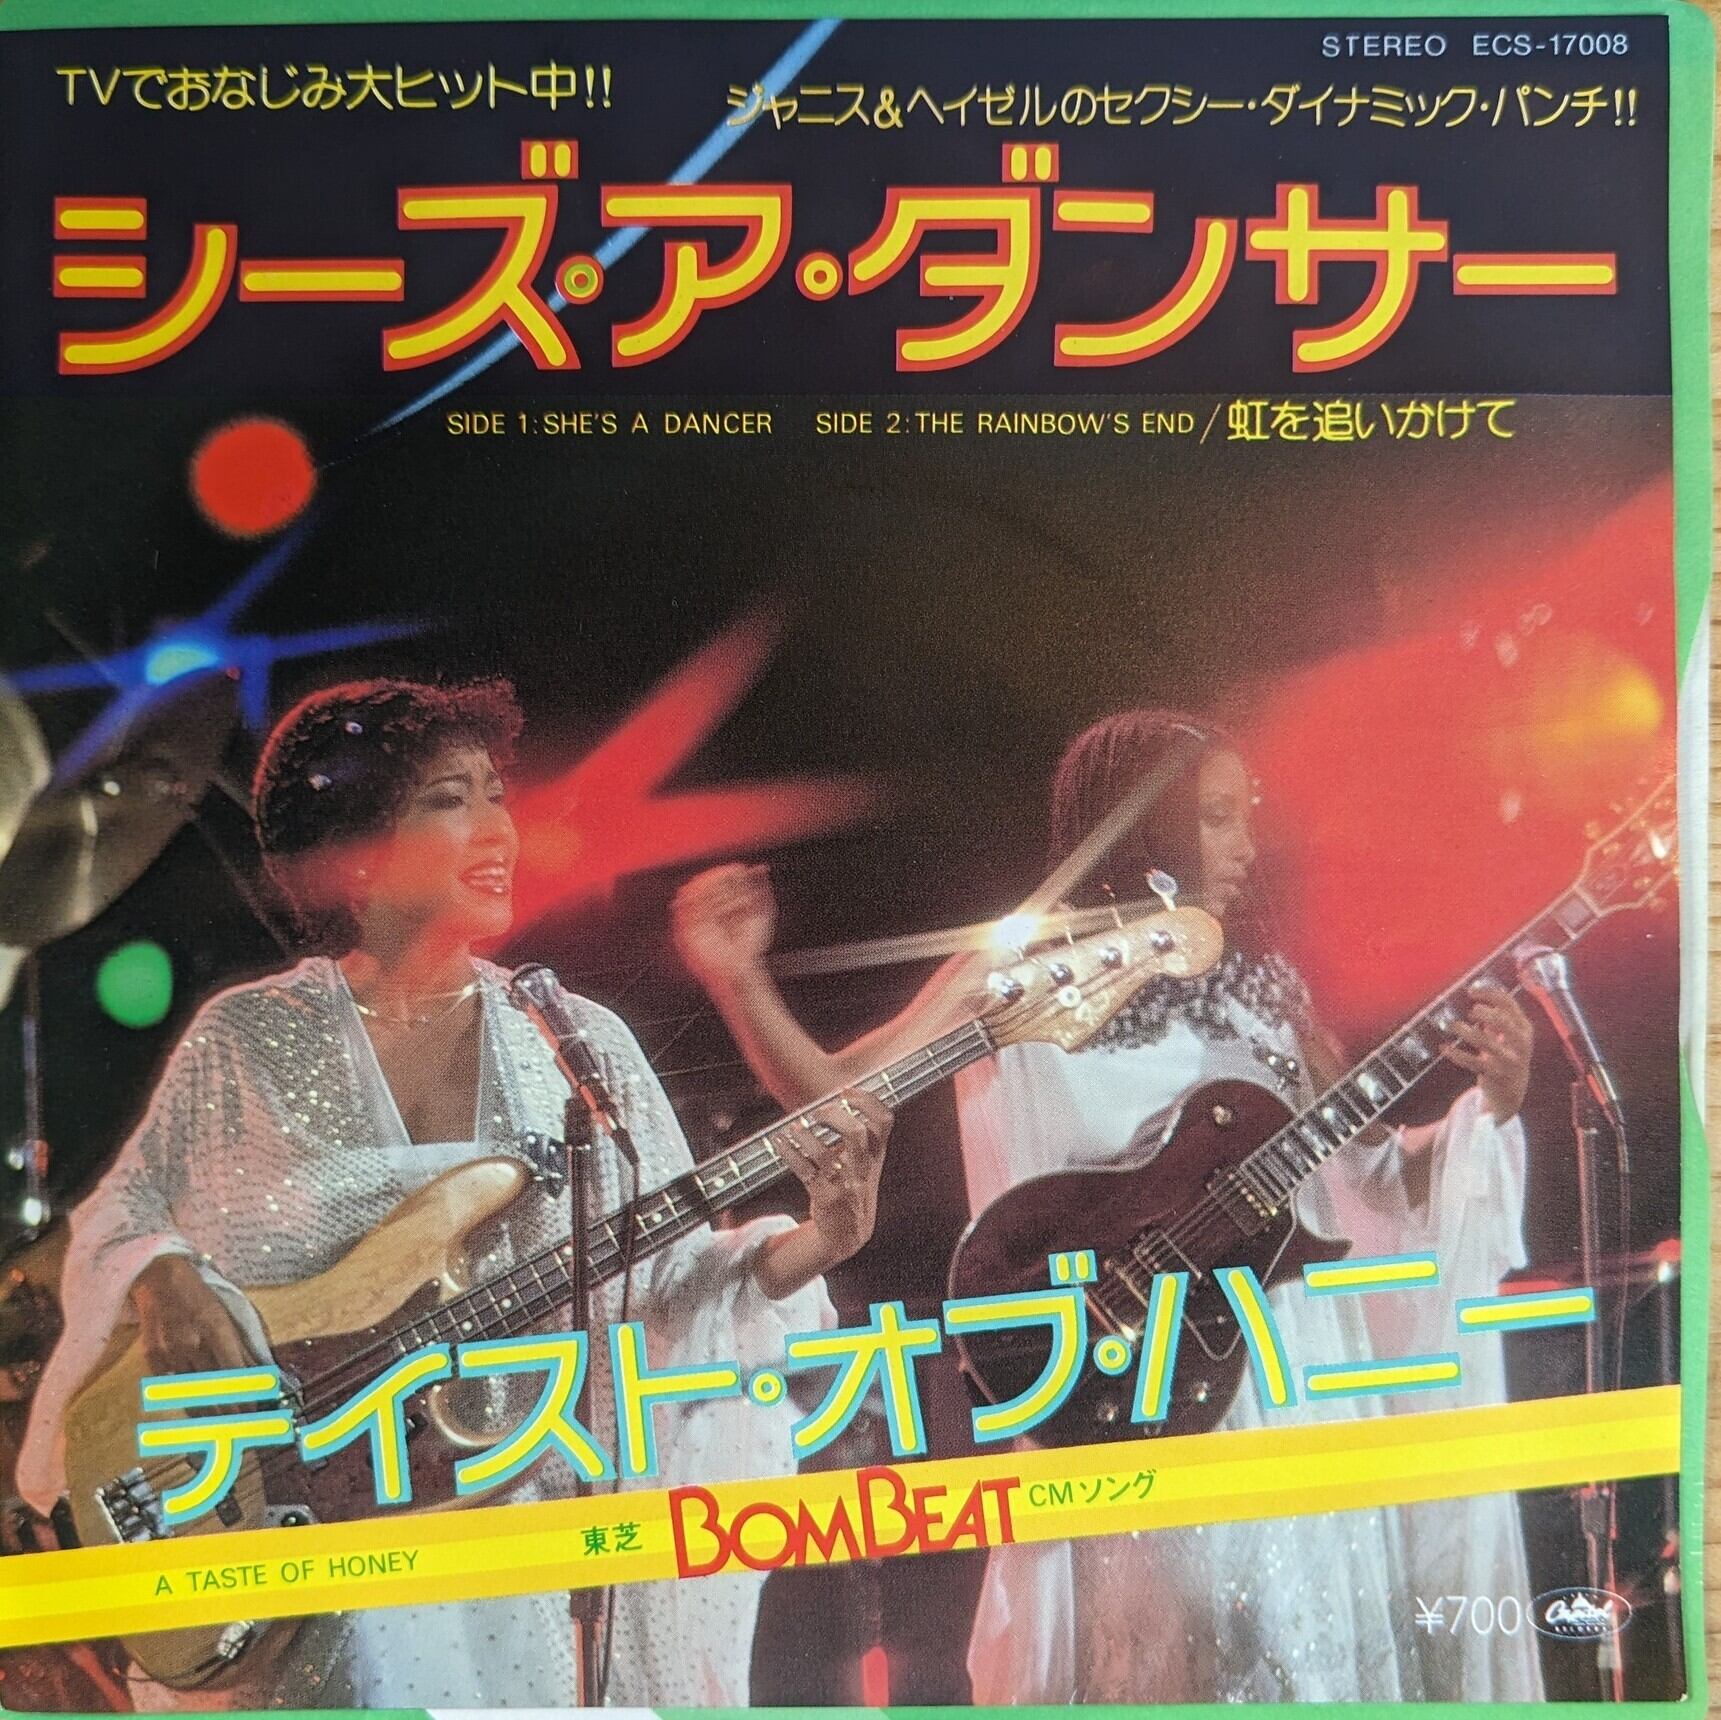 STEREO ECS-17008
TVでおなじみ大ヒット中!!
ジャニス&ヘイゼルのセクシー・ダイナミック・パンチ!!
シーズ・ア・ダンサー
SIDE 1:SHE'S A DANCER SIDE 2:THE RAINBOW'S END/虹を追いかけて
テイスト・オブ・ハニー
東芝 BOMBEAT CMソング
A TASTE OF HONEY
¥700 Capitol
RECORDS